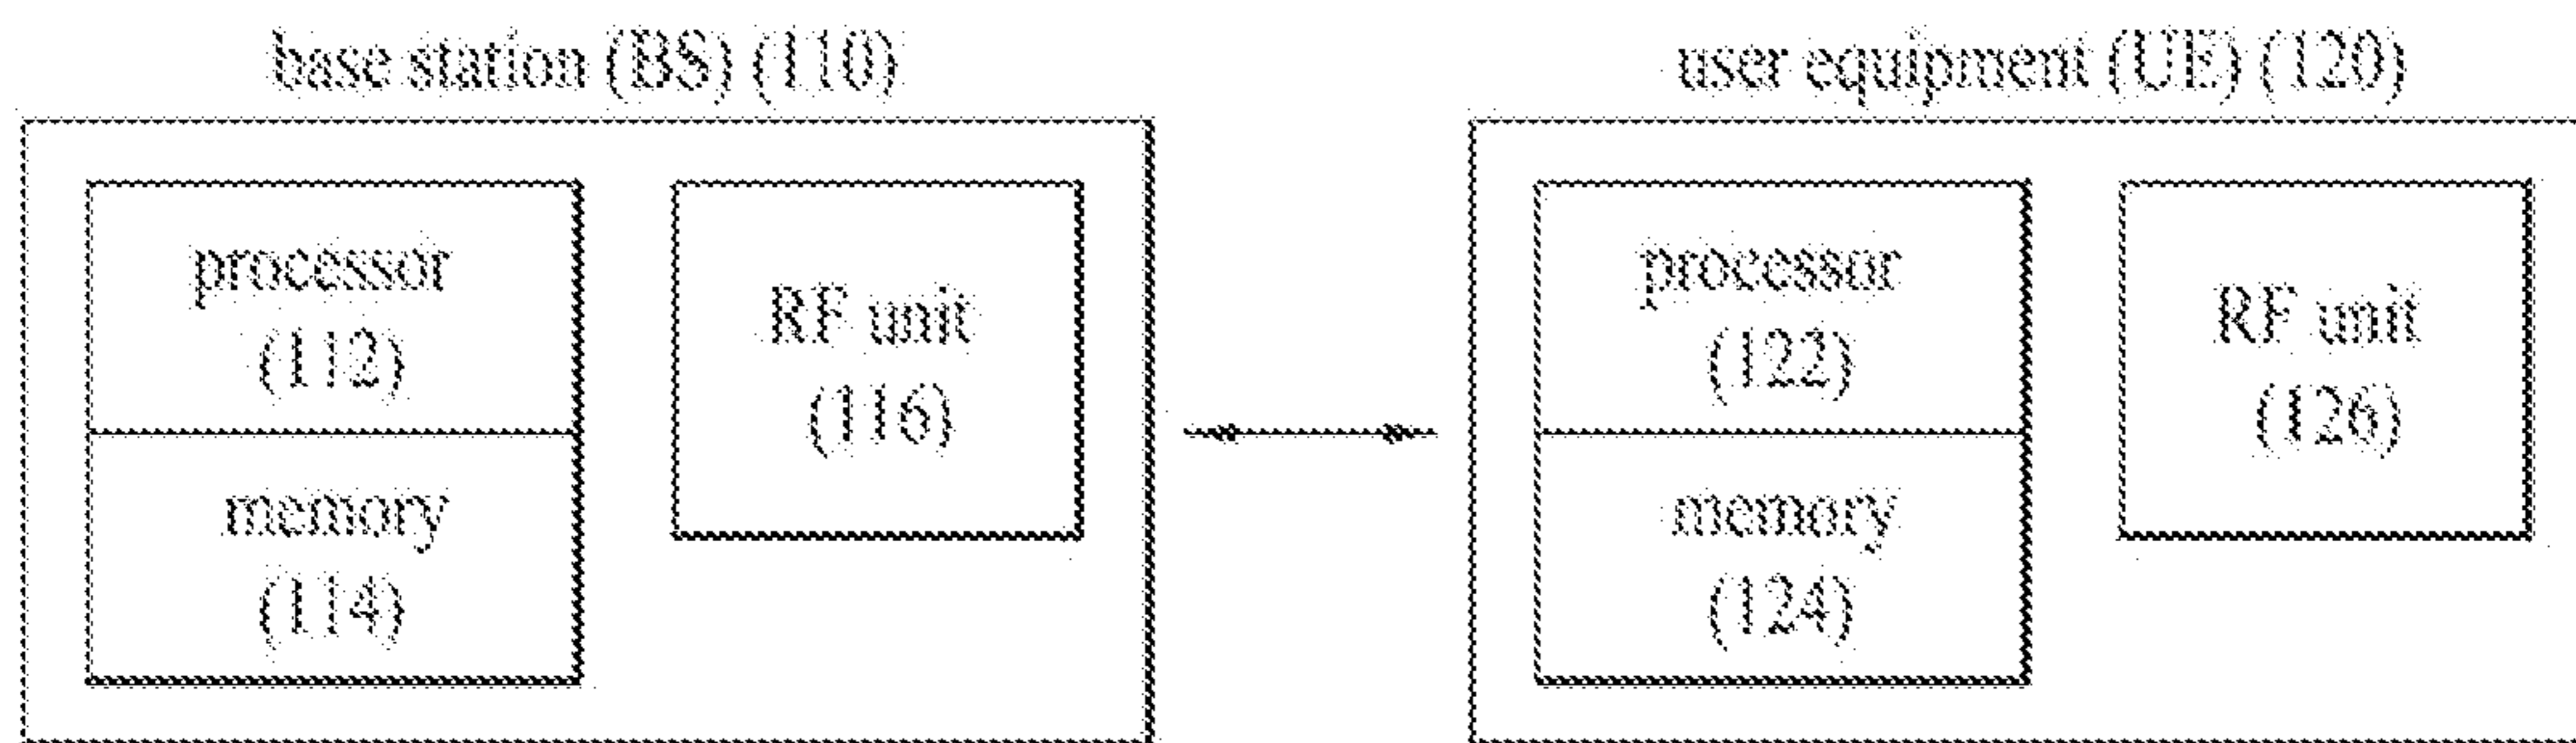 base station (BS) (110)
processor
(112)
memory
(114)
RF unit
(116)
user equipment (UE) (120)
processor
(122)
memory
(124)
RF unit
(126)